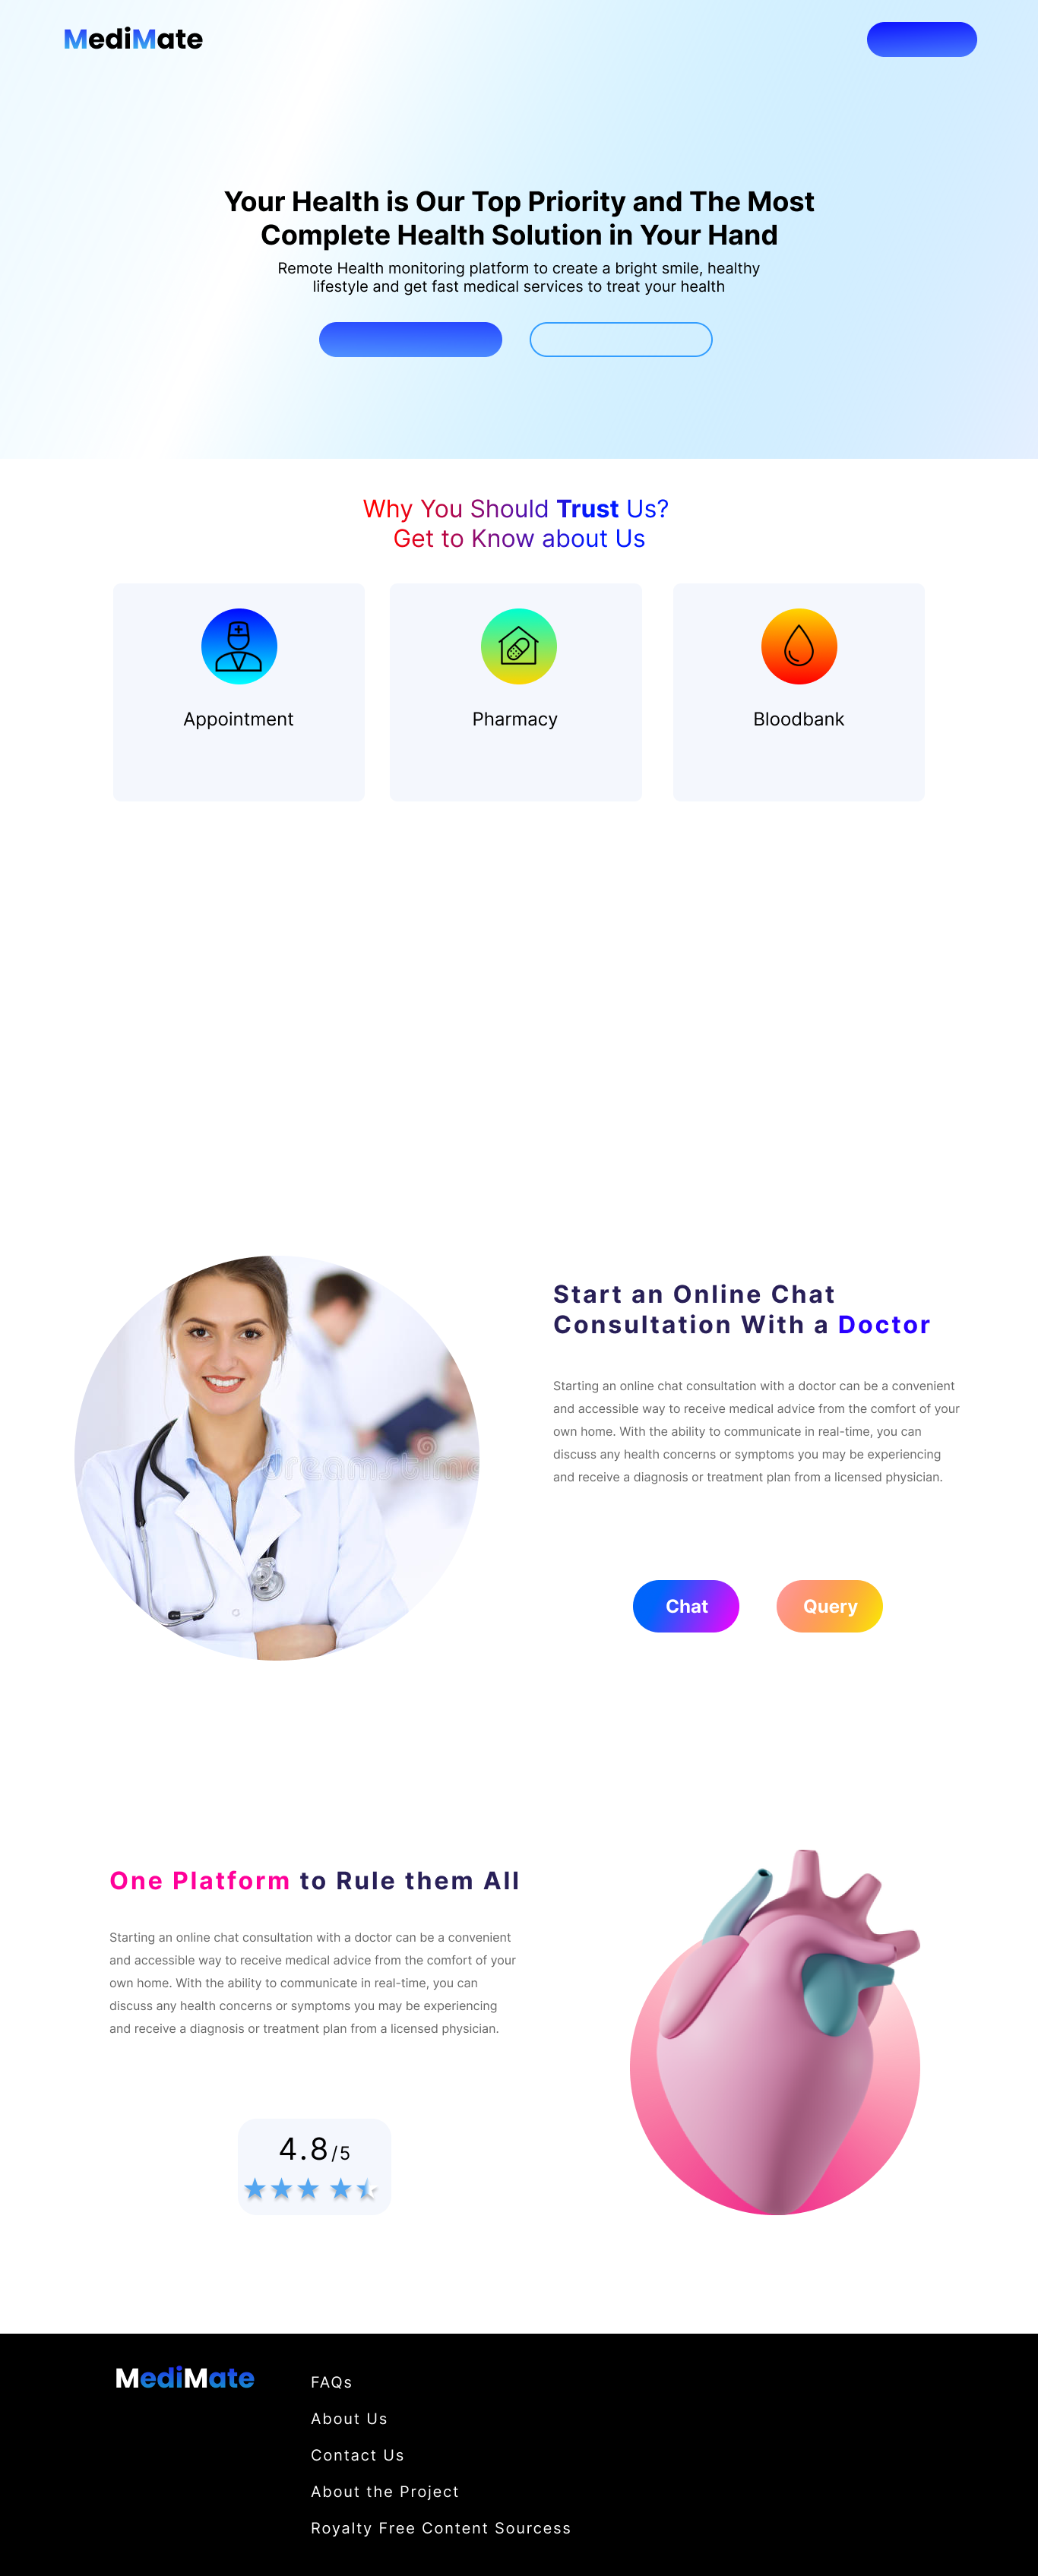 MediMate
Your Health is Our Top Priority and The Most
Complete Health Solution in Your Hand
Remote Health monitoring platform to create a bright smile, healthy
lifestyle and get fast medical services to treat your health
Why You Should Trust Us?
Get to Know about Us
Appointment
Pharmacy
Bloodbank
Start an Online Chat
Consultation With a Doctor
Starting an online chat consultation with a doctor can be a convenient
and accessible way to receive medical advice from the comfort of your
own home. With the ability to communicate in real-time, you can
discuss any health concerns or symptoms you may be experiencing
and receive a diagnosis or treatment plan from a licensed physician.
dreamstime
Chat
Query
One Platform to Rule them All
Starting an online chat consultation with a doctor can be a convenient
and accessible way to receive medical advice from the comfort of your
own home. With the ability to communicate in real-time, you can
discuss any health concerns or symptoms you may be experiencing
and receive a diagnosis or treatment plan from a licensed physician.
4.8/5
MediMate
FAQs
About Us
Contact Us
About the Project
Royalty Free Content Sourcess